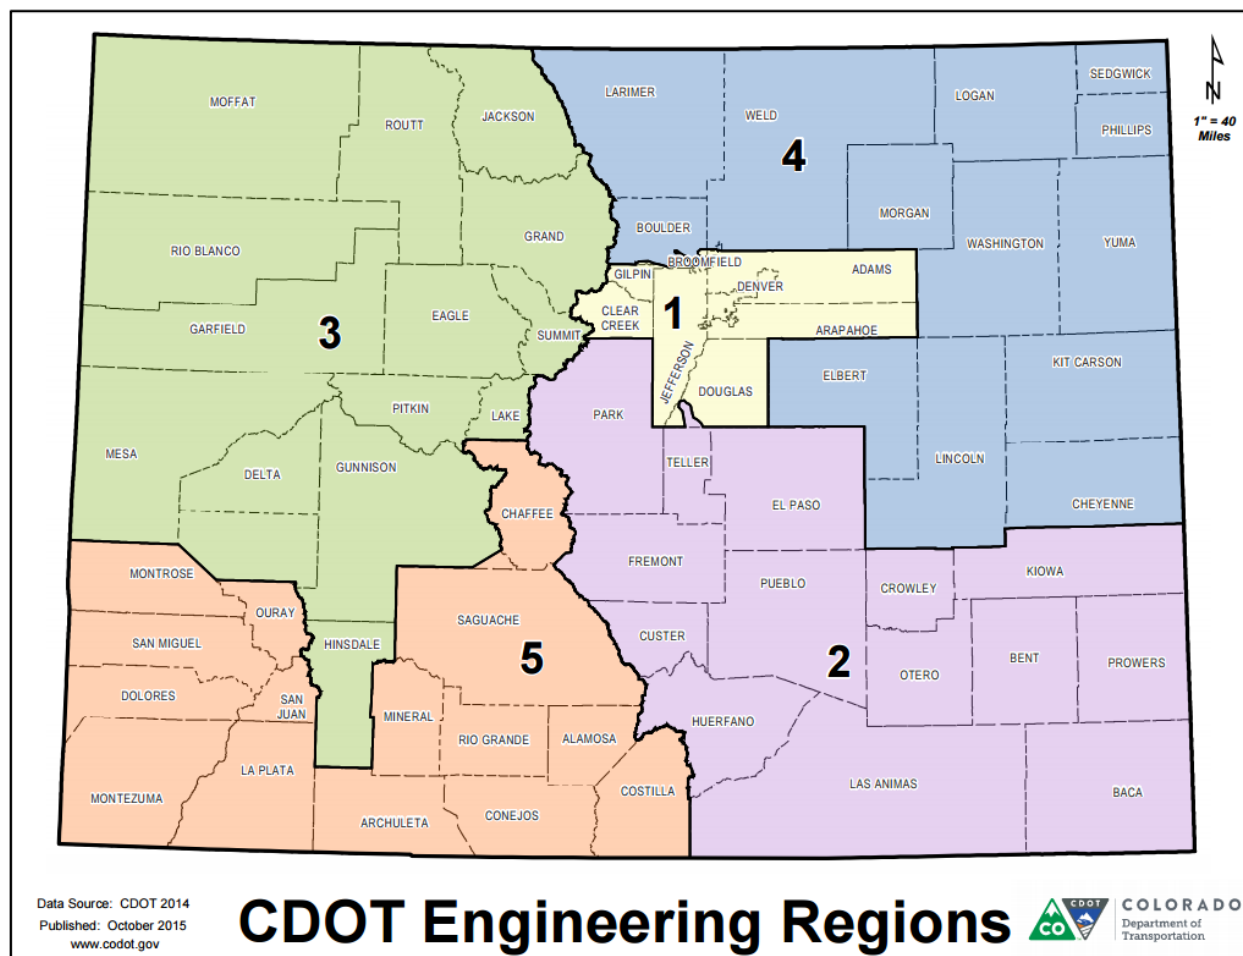 MOFFAT
ROUTT
JACKSON
LARIMER
WELD
LOGAN
SEDGWICK
PHILLIPS
N
1" = 40
Miles
4
RIO BLANCO
GRAND
BOULDER
MORGAN
WASHINGTON
YUMA
GARFIELD
3
EAGLE
SUMMIT
GILPIN
BROOMFIELD
DENVER
ADAMS
CLEAR
CREEK
1
ARAPAHOE
JEFFERSON
DOUGLAS
ELBERT
KIT CARSON
MESA
PITKIN
LAKE
PARK
DELTA
GUNNISON
TELLER
LINCOLN
CHAFFEE
EL PASO
CHEYENNE
MONTROSE
FREMONT
PUEBLO
CROWLEY
KIOWA
OURAY
SAN MIGUEL
HINSDALE
SAGUACHE
5
CUSTER
2
OTERO
BENT
PROWERS
DOLORES
SAN
JUAN
MINERAL
RIO GRANDE
ALAMOSA
HUERFANO
LA PLATA
MONTEZUMA
ARCHULETA
CONEJOS
COSTILLA
LAS ANIMAS
BACA
Data Source: CDOT 2014
Published: October 2015
www.codot.gov
CDOT Engineering Regions
CO
CDOT
COLORADO
Department of
Transportation